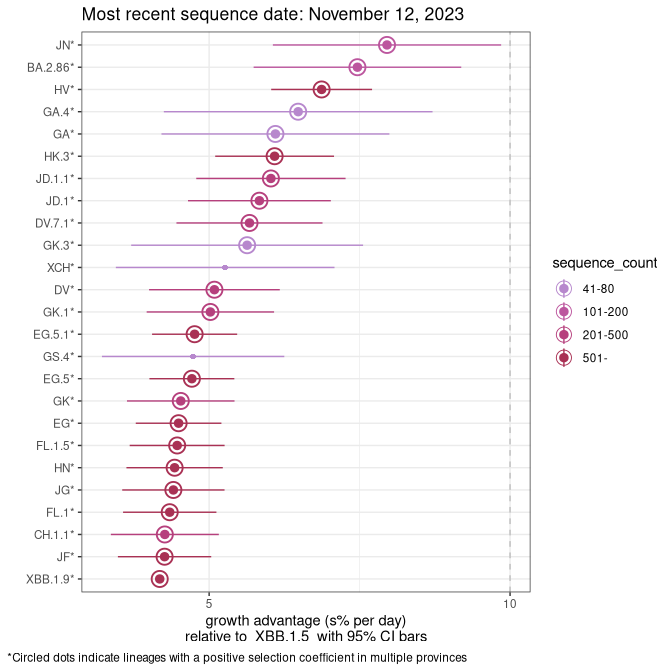 Most recent sequence date: November 12, 2023
JN*
BA.2.86*
HV*
GA.4*
GA*
HK.3*
JD.1.1*
JD.1*
DV.7.1*
GK.3*
XCH*
DV*
GK.1*
EG.5.1*
GS.4*
EG.5*
GK*
EG*
FL.1.5*
HN*
JG*
FL.1*
CH.1.1*
JF*
XBB.1.9*
5
10
growth advantage (s% per day)
relative to XBB.1.5 with 95% CI bars
sequence_count
41-80
101-200
201-500
501-
*Circled dots indicate lineages with a positive selection coefficient in multiple provinces